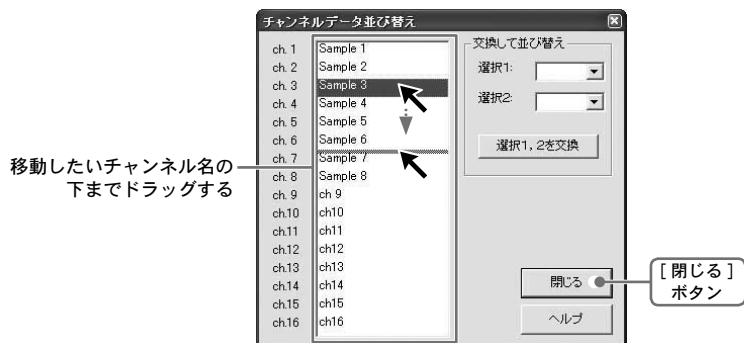 チャンネルデータ並び替え
ch. 1 Sample 1
ch. 2 Sample 2
ch. 3 Sample 3
ch. 4 Sample 4
ch. 5 Sample 5
ch. 6 Sample 6
ch. 7 Sample 7
ch. 8 Sample 8
ch. 9 ch 9
ch.10 ch10
ch.11 ch11
ch.12 ch12
ch.13 ch13
ch.14 ch14
ch.15 ch15
ch.16 ch16
交換して並び替え
選択1:
選択2:
選択1, 2を交換
閉じる
ヘルプ
移動したいチャンネル名の
下までドラッグする
[ 閉じる ]
ボタン